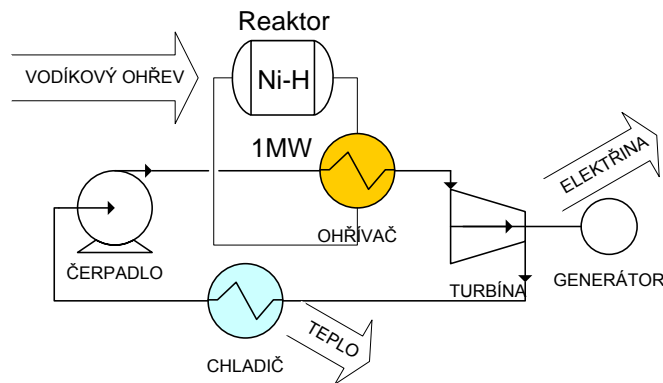 Reaktor
VODÍKOVÝ OHŘEV
Ni-H
1MW
ELEKTŘINA
OHŘÍVAČ
ČERPADLO
TURBÍNA
GENERÁTOR
TEPLO
CHLADIČ